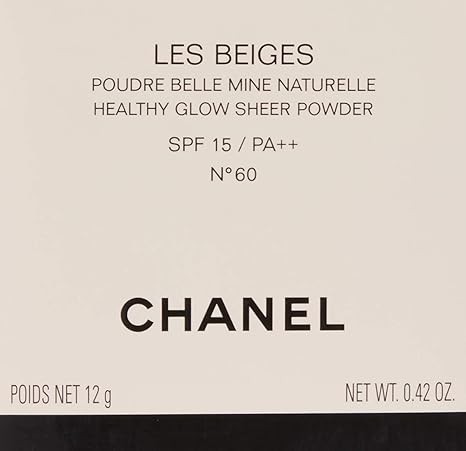 LES BEIGES
POUDRE BELLE MINE NATURELLE
HEALTHY GLOW SHEER POWDER
SPF 15 / PA++
N°60
CHANEL
POIDS NET 12 g NET WT. 0.42 OZ.